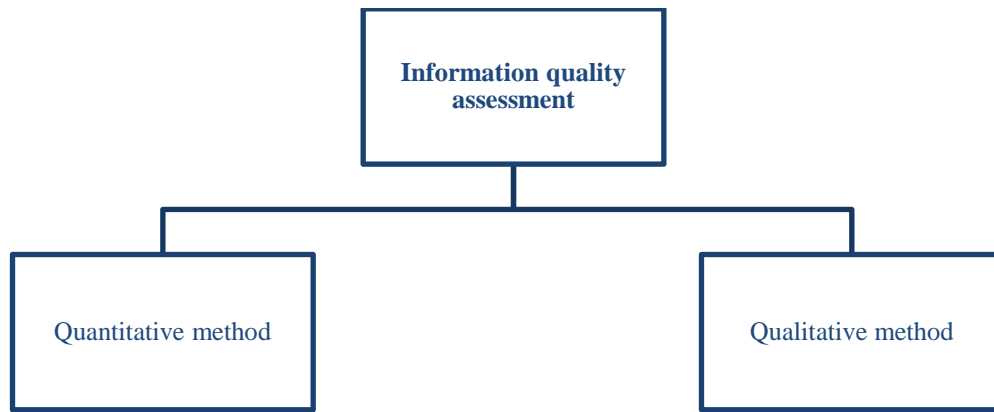 Information quality
assessment
Quantitative method
Qualitative method